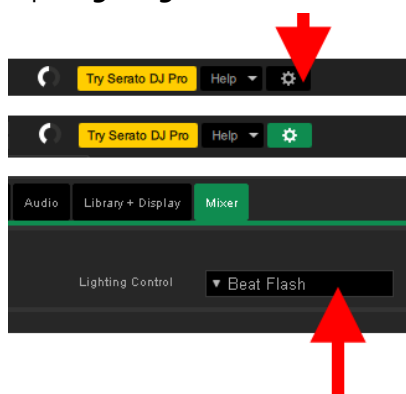 Try Serato DJ Pro Help
Try Serato DJ Pro Help
Audio Library + Display Mixer
Lighting Control ▼ Beat Flash